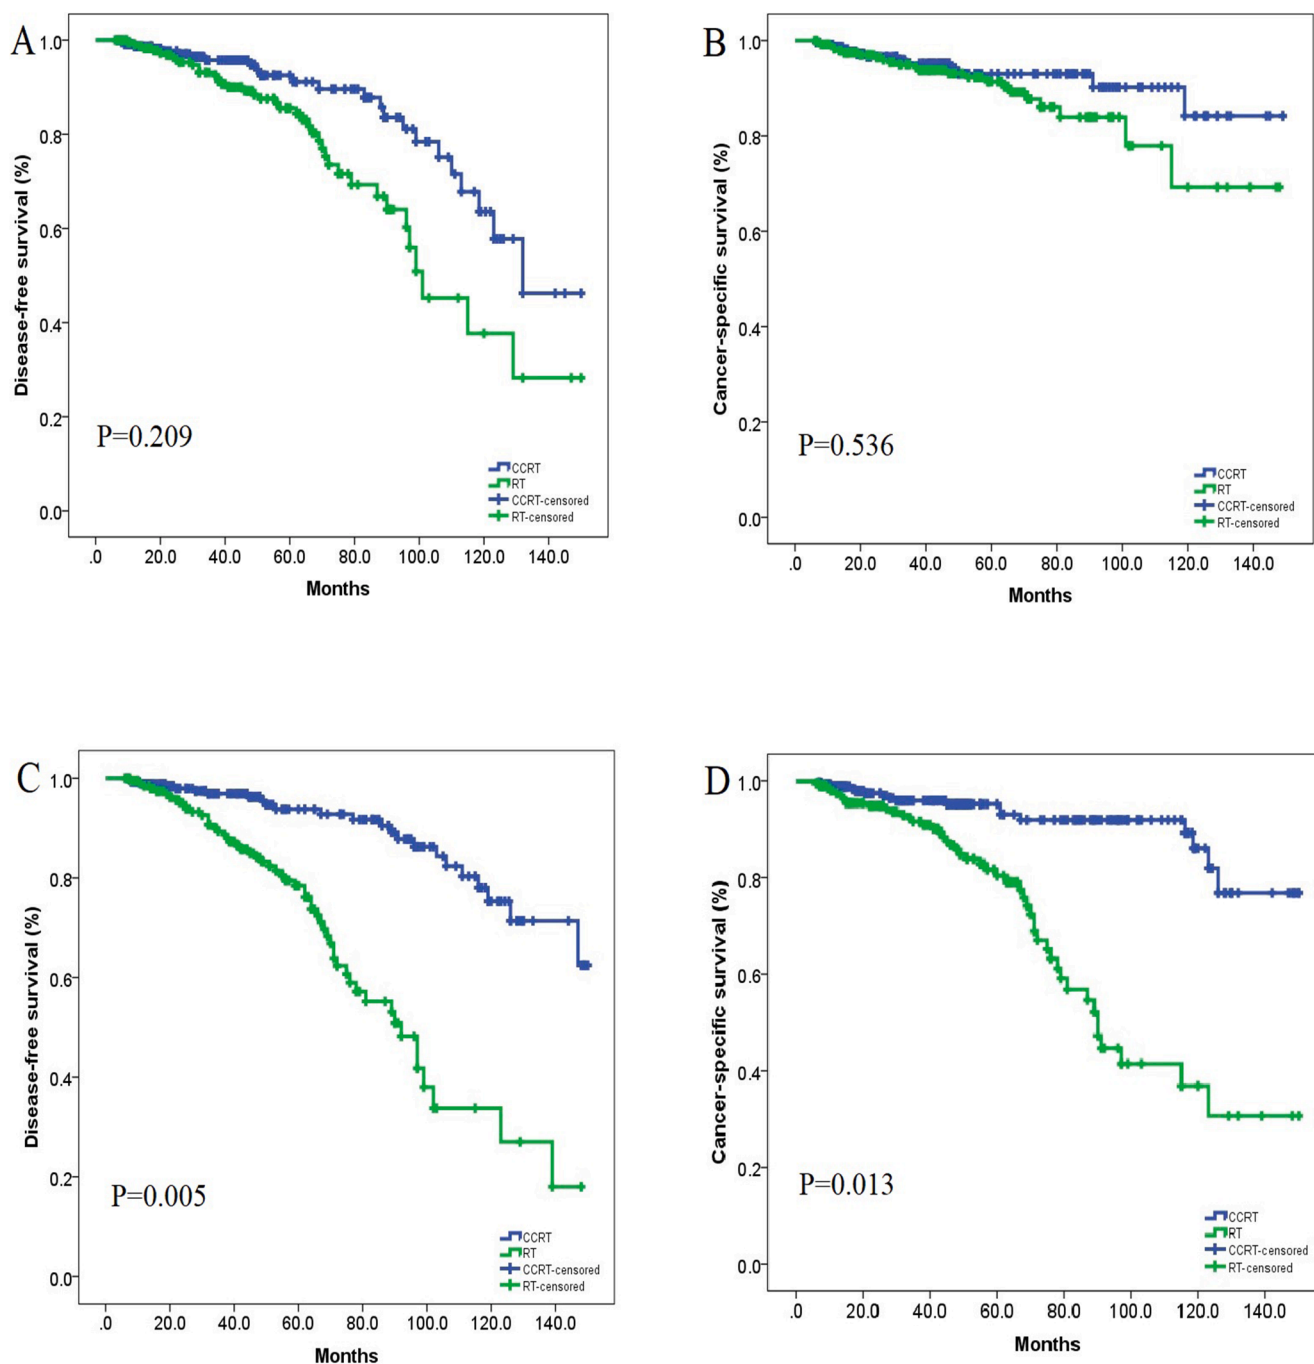 A
Disease-free survival (%)
1.0
0.8
0.6
0.4
0.2
0.0
P=0.209
CCRT
RT
CCRT-censored
RT-censored
.0 20.0 40.0 60.0 80.0 100.0 120.0 140.0
Months
B
Cancer-specific survival (%)
1.0
0.8
0.6
0.4
0.2
0.0
P=0.536
CCRT
RT
CCRT-censored
RT-censored
.0 20.0 40.0 60.0 80.0 100.0 120.0 140.0
Months
C
Disease-free survival (%)
1.0
0.8
0.6
0.4
0.2
0.0
P=0.005
CCRT
RT
CCRT-censored
RT-censored
.0 20.0 40.0 60.0 80.0 100.0 120.0 140.0
Months
D
Cancer-specific survival (%)
1.0
0.8
0.6
0.4
0.2
0.0
P=0.013
CCRT
RT
CCRT-censored
RT-censored
.0 20.0 40.0 60.0 80.0 100.0 120.0 140.0
Months